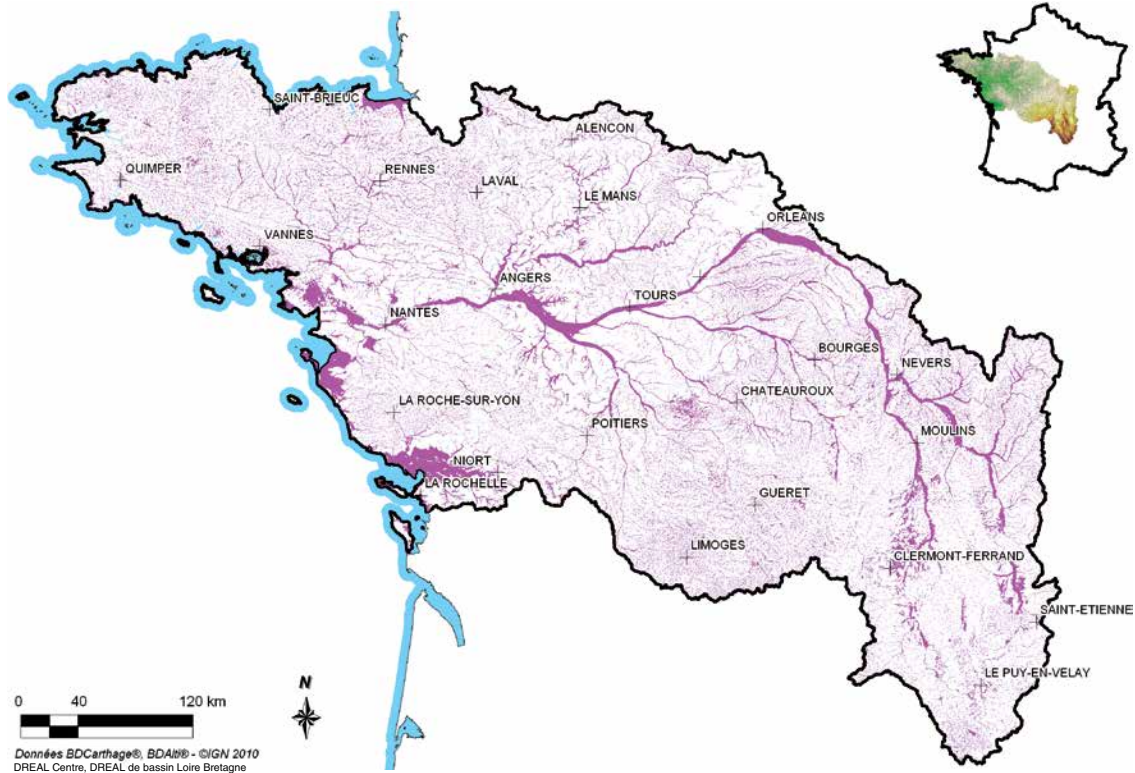 SAINT-BRIEUC
ALENCON
QUIMPER
RENNES
LAVAL
LE MANS
ORLEANS
VANNES
ANGERS
TOURS
NANTES
BOURGES
NEVERS
LA ROCHE-SUR-YON
CHATEAUROUX
POITIERS
MOULINS
NIORT
LA ROCHELLE
GUERET
LIMOGES
CLERMONT-FERRAND
SAINT-ETIENNE
LE PUY-EN-VELAY
N
0 40 120 km
Données BDCarthage®, BDAlti® - ©IGN 2010
DREAL Centre, DREAL de bassin Loire Bretagne